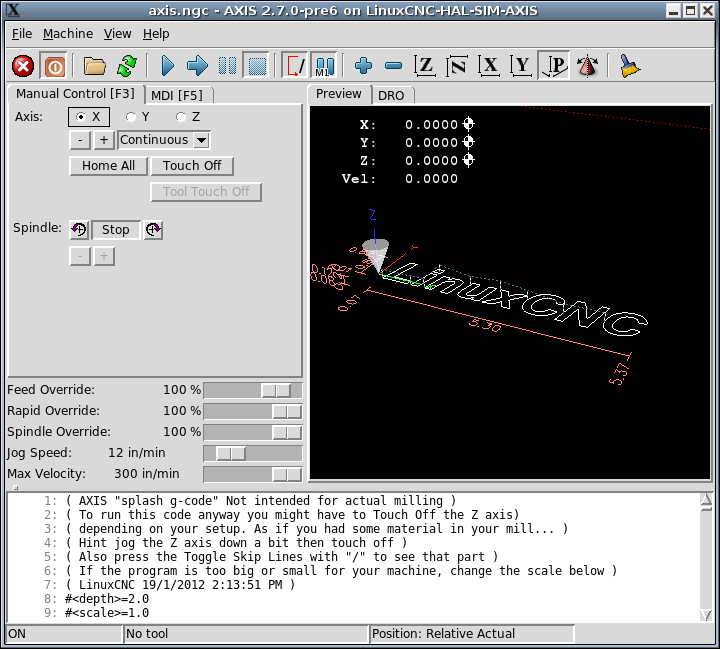 axis.ngc - AXIS 2.7.0-pre6 on LinuxCNC-HAL-SIM-AXIS
File Machine View Help
M1 Z N X Y P
Manual Control [F3] MDI [F5]
Axis: X Y Z
- + Continuous
Home All Touch Off
Tool Touch Off
Spindle: Stop
- +
Feed Override: 100 %
Rapid Override: 100 %
Spindle Override: 100 %
Jog Speed: 12 in/min
Max Velocity: 300 in/min
Preview DRO
X: 0.0000
Y: 0.0000
Z: 0.0000
Vel: 0.0000
Z
Y
LinuxCNC
0.07
5.30
5.37
1: ( AXIS "splash g-code" Not intended for actual milling )
2: ( To run this code anyway you might have to Touch Off the Z axis)
3: ( depending on your setup. As if you had some material in your mill... )
4: ( Hint jog the Z axis down a bit then touch off )
5: ( Also press the Toggle Skip Lines with "/" to see that part )
6: ( If the program is too big or small for your machine, change the scale below )
7: ( LinuxCNC 19/1/2012 2:13:51 PM )
8: #<depth>=2.0
9: #<scale>=1.0
ON No tool Position: Relative Actual